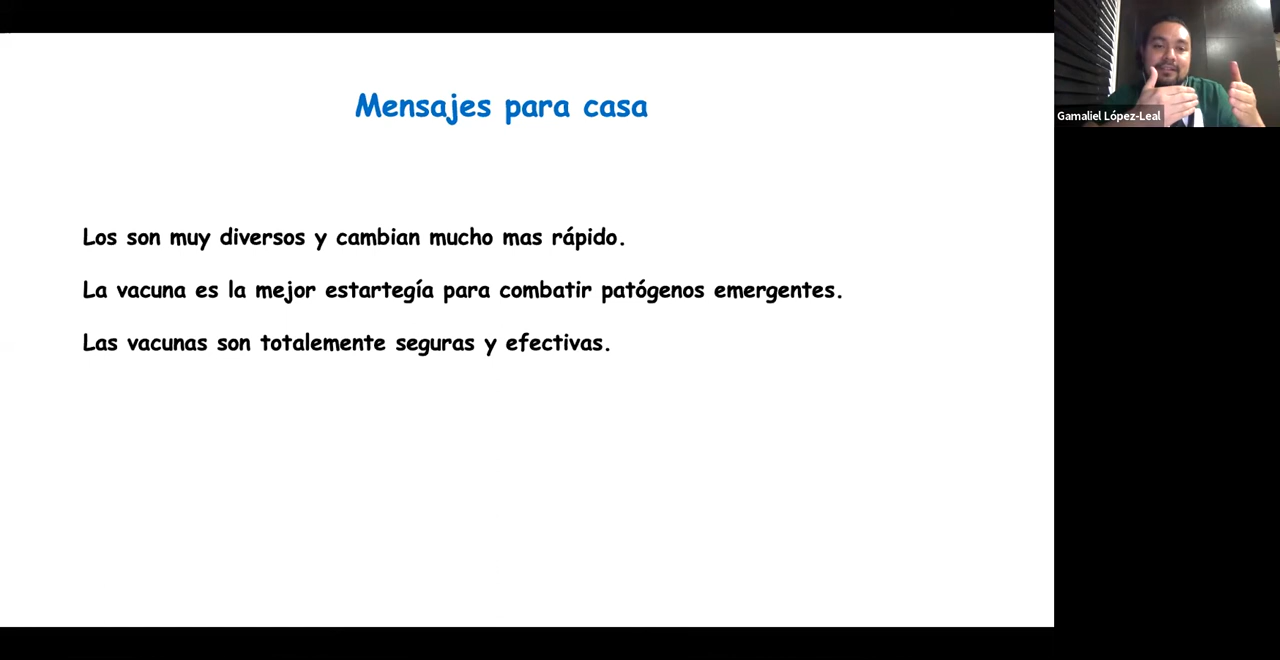 Mensajes para casa
Los son muy diversos y cambian mucho mas rápido.
La vacuna es la mejor estartegía para combatir patógenos emergentes.
Las vacunas son totalemente seguras y efectivas.
Gamaliel López-Leal